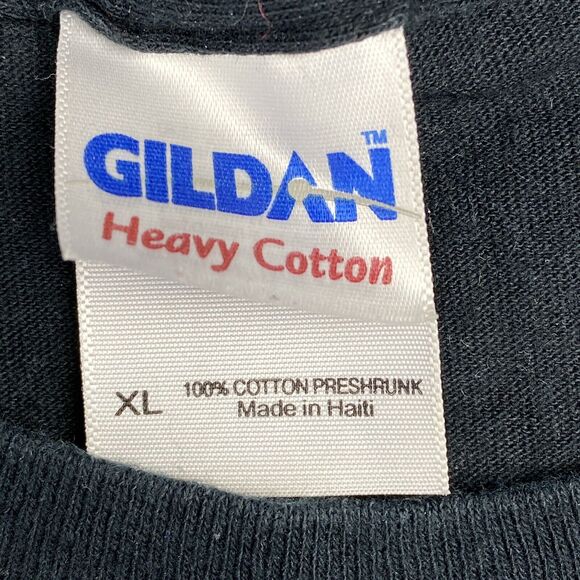 GILDAN™
Heavy Cotton
XL 100% COTTON PRESHRUNK
Made in Haiti